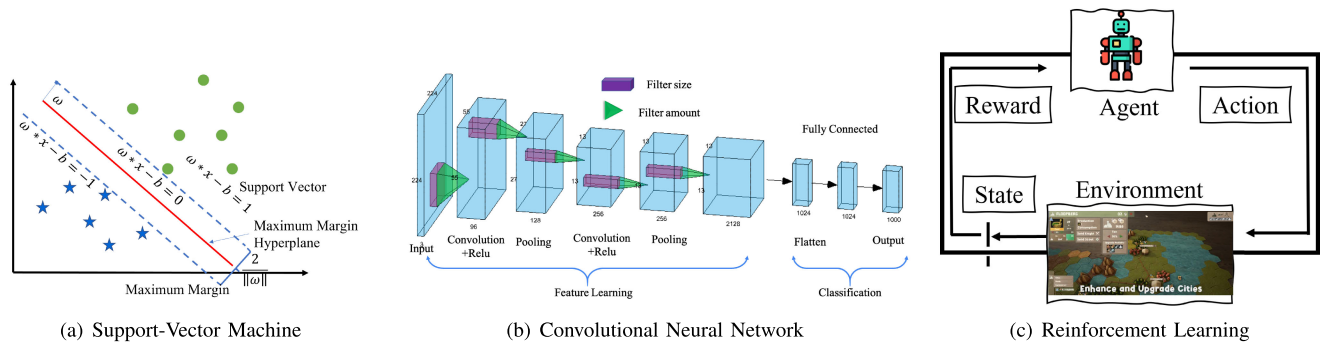 ω
ω * x − b = 1
ω * x − b = 0
ω * x − b = −1
Support Vector
Maximum Margin
Hyperplane
2
‖ω‖
Maximum Margin
(a) Support-Vector Machine
Filter size
Filter amount
Fully Connected
224
224
55
55
27
27
13
13
13
13
13
13
96
128
256
256
2128
1024
1024
1000
Input
Convolution
+Relu
Pooling
Convolution
+Relu
Pooling
Flatten
Output
Feature Learning
Classification
(b) Convolutional Neural Network
Reward
Agent
Action
State
Environment
Enhance and Upgrade Cities
(c) Reinforcement Learning